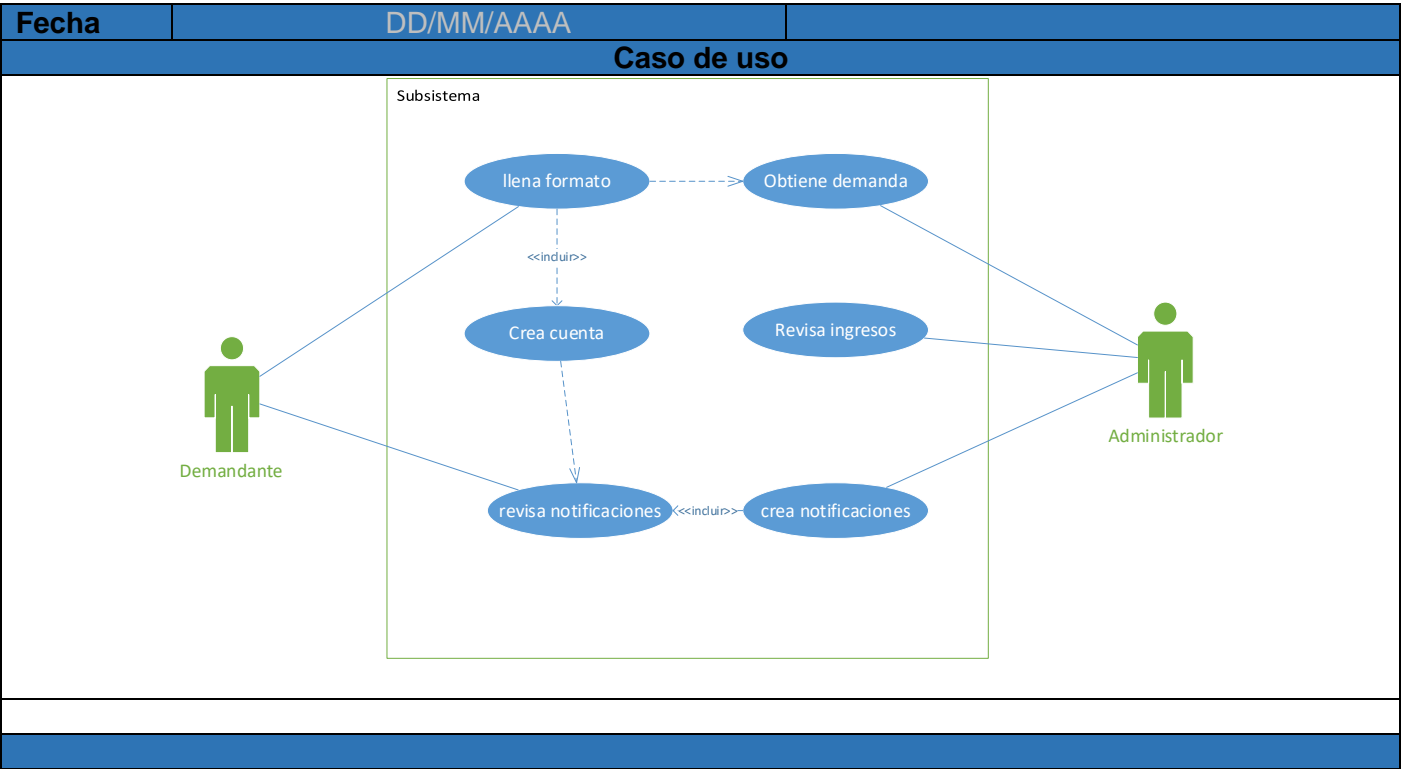 Fecha
DD/MM/AAAA
Caso de uso
Subsistema
llena formato
Obtiene demanda
<<incluir>>
Crea cuenta
Revisa ingresos
Demandante
Administrador
revisa notificaciones
<<incluir>>
crea notificaciones